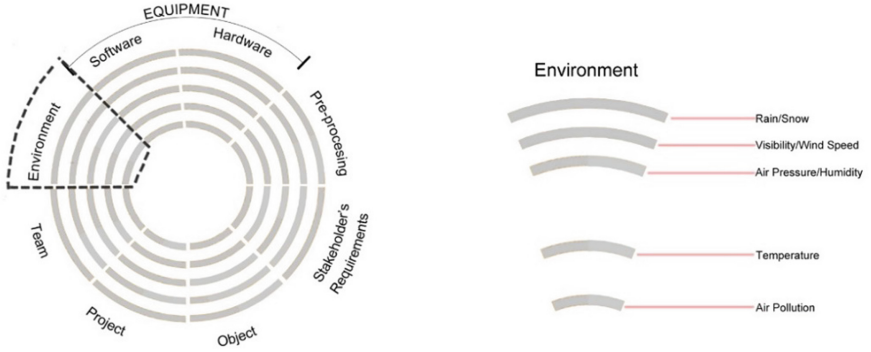 EQUIPMENT
Software
Hardware
Environment
Pre-procesing
Team
Stakeholder's
Requirements
Project
Object
Environment
Rain/Snow
Visibility/Wind Speed
Air Pressure/Humidity
Temperature
Air Pollution